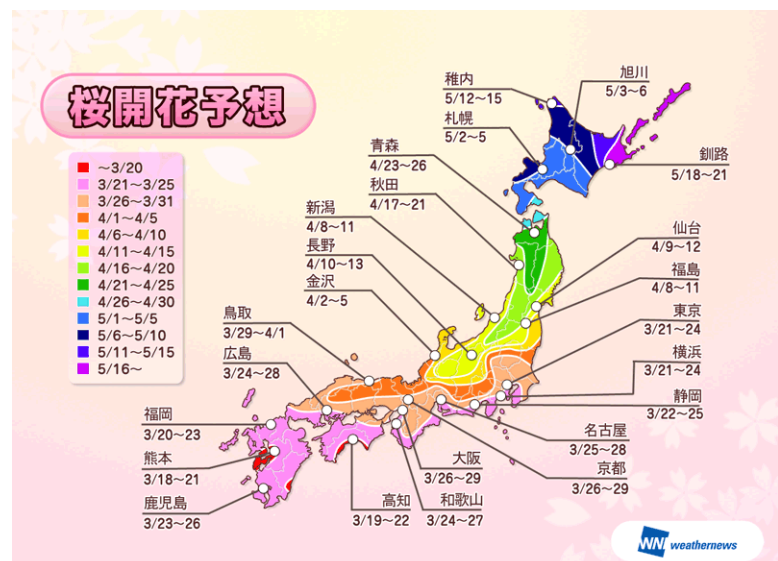 桜開花予想
～3/20
3/21～3/25
3/26～3/31
4/1～4/5
4/6～4/10
4/11～4/15
4/16～4/20
4/21～4/25
4/26～4/30
5/1～5/5
5/6～5/10
5/11～5/15
5/16～
稚内
5/12～15
旭川
5/3～6
札幌
5/2～5
青森
4/23～26
釧路
5/18～21
秋田
4/17～21
新潟
4/8～11
仙台
4/9～12
長野
4/10～13
福島
4/8～11
金沢
4/2～5
鳥取
3/29～4/1
東京
3/21～24
広島
3/24～28
横浜
3/21～24
静岡
3/22～25
福岡
3/20～23
名古屋
3/25～28
熊本
3/18～21
大阪
3/26～29
京都
3/26～29
鹿児島
3/23～26
高知
3/19～22
和歌山
3/24～27
WNI weathernews